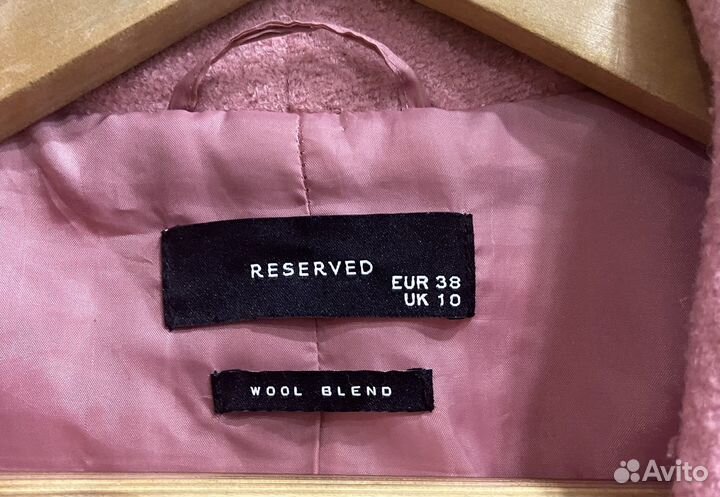 RESERVED
EUR 38
UK 10
WOOL BLEND
Avito